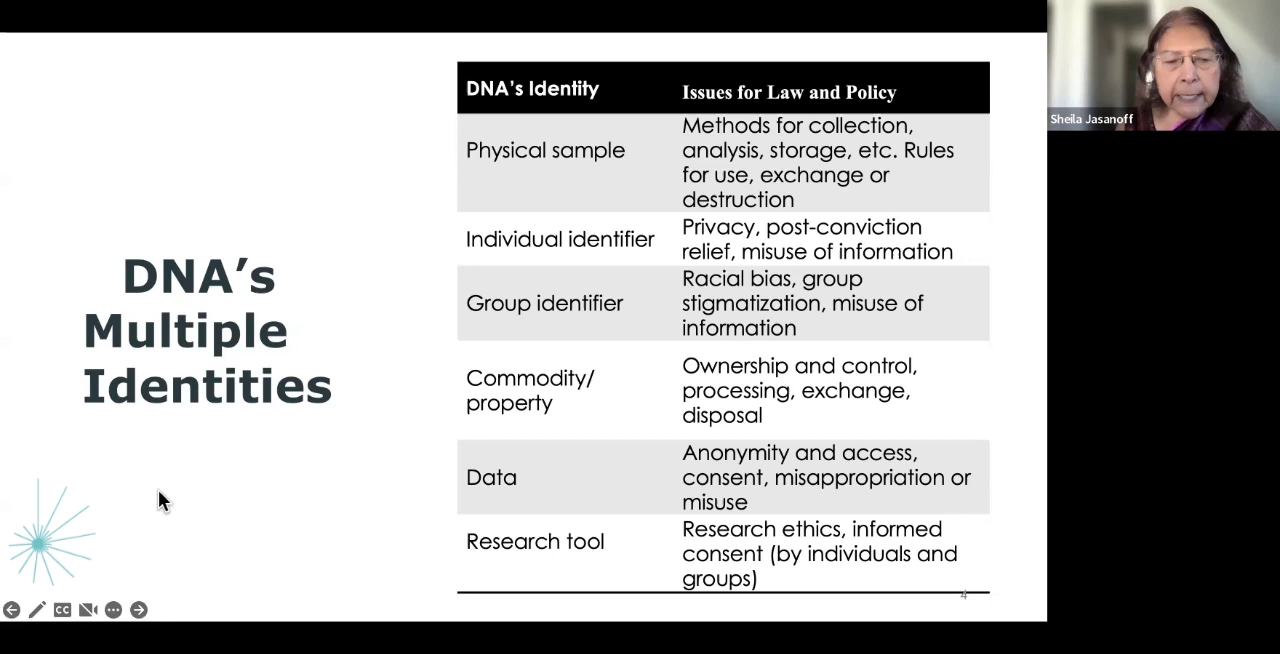 DNA's
Multiple
Identities
DNA's Identity
Issues for Law and Policy
Physical sample
Methods for collection,
analysis, storage, etc. Rules
for use, exchange or
destruction
Individual identifier
Privacy, post-conviction
relief, misuse of information
Group identifier
Racial bias, group
stigmatization, misuse of
information
Commodity/
property
Ownership and control,
processing, exchange,
disposal
Data
Anonymity and access,
consent, misappropriation or
misuse
Research tool
Research ethics, informed
consent (by individuals and
groups)
4
CC
Sheila Jasanoff